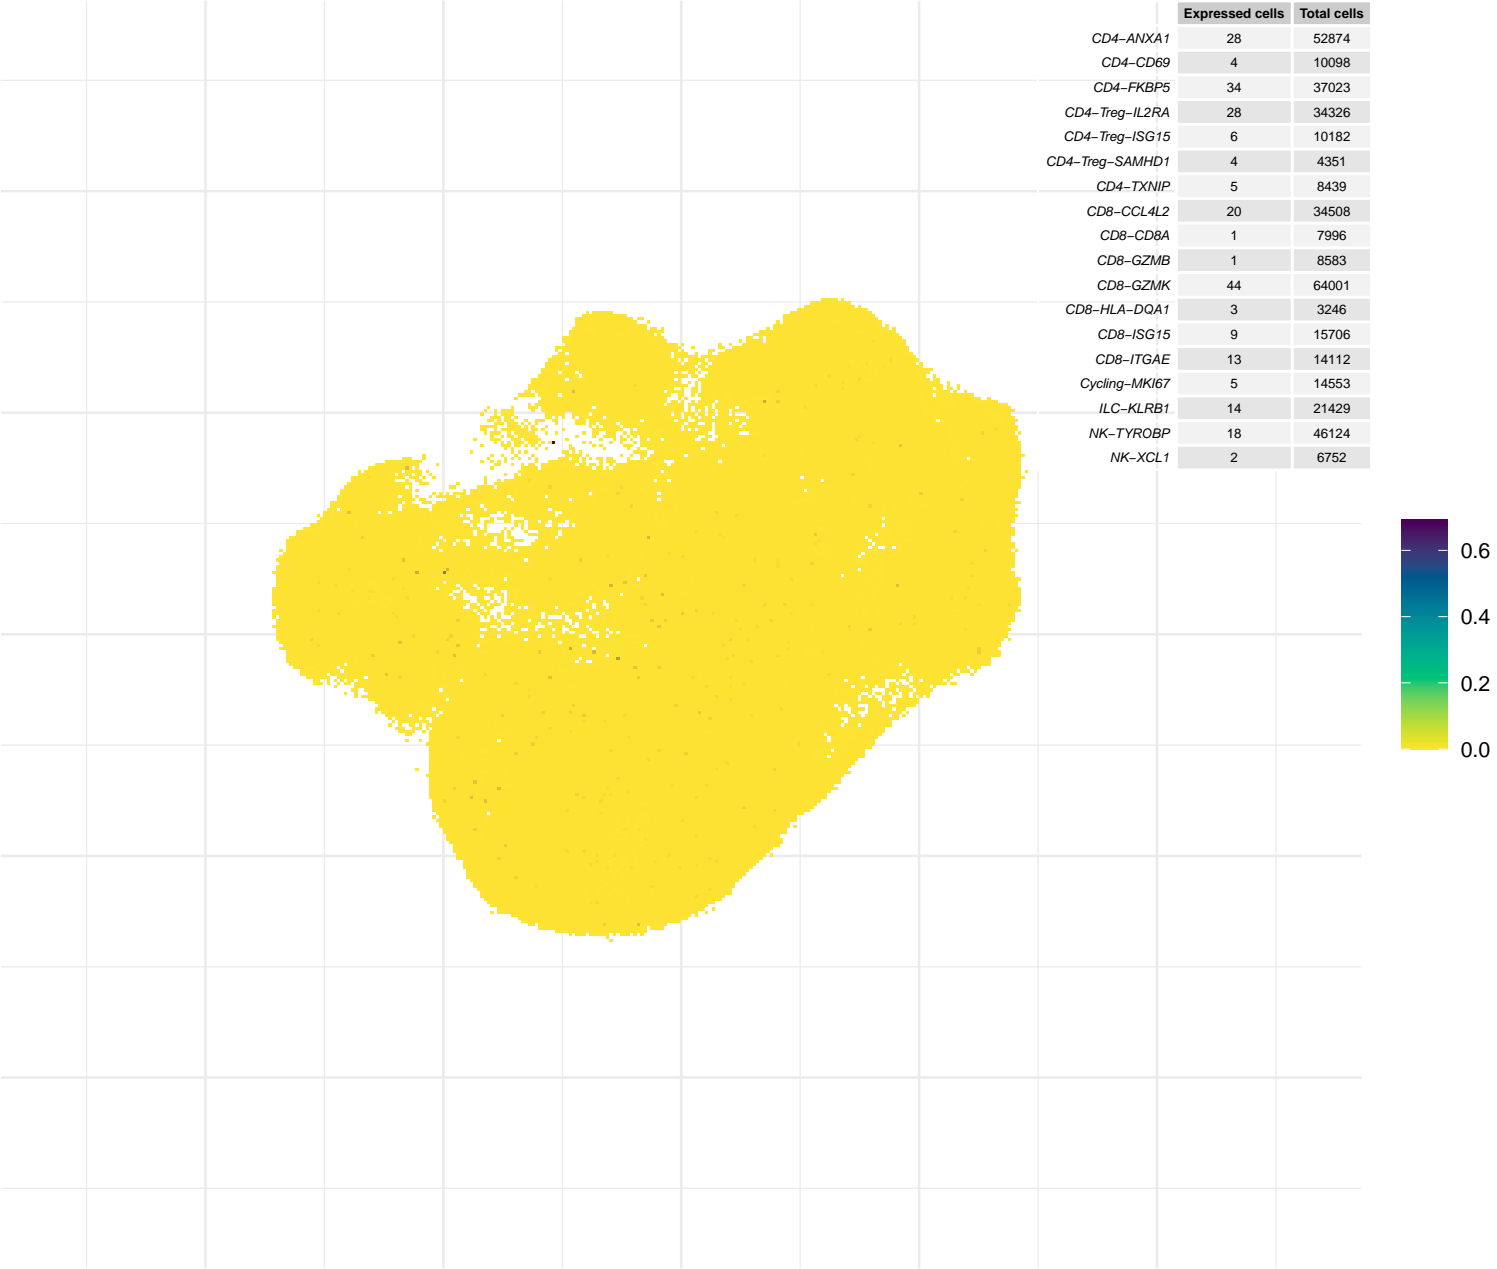 Expressed cells Total cells
CD4−ANXA1 28 52874
CD4−CD69 4 10098
CD4−FKBP5 34 37023
CD4−Treg−IL2RA 28 34326
CD4−Treg−ISG15 6 10182
CD4−Treg−SAMHD1 4 4351
CD4−TXNIP 5 8439
CD8−CCL4L2 20 34508
CD8−CD8A 1 7996
CD8−GZMB 1 8583
CD8−GZMK 44 64001
CD8−HLA−DQA1 3 3246
CD8−ISG15 9 15706
CD8−ITGAE 13 14112
Cycling−MKI67 5 14553
ILC−KLRB1 14 21429
NK−TYROBP 18 46124
NK−XCL1 2 6752
0.6
0.4
0.2
0.0